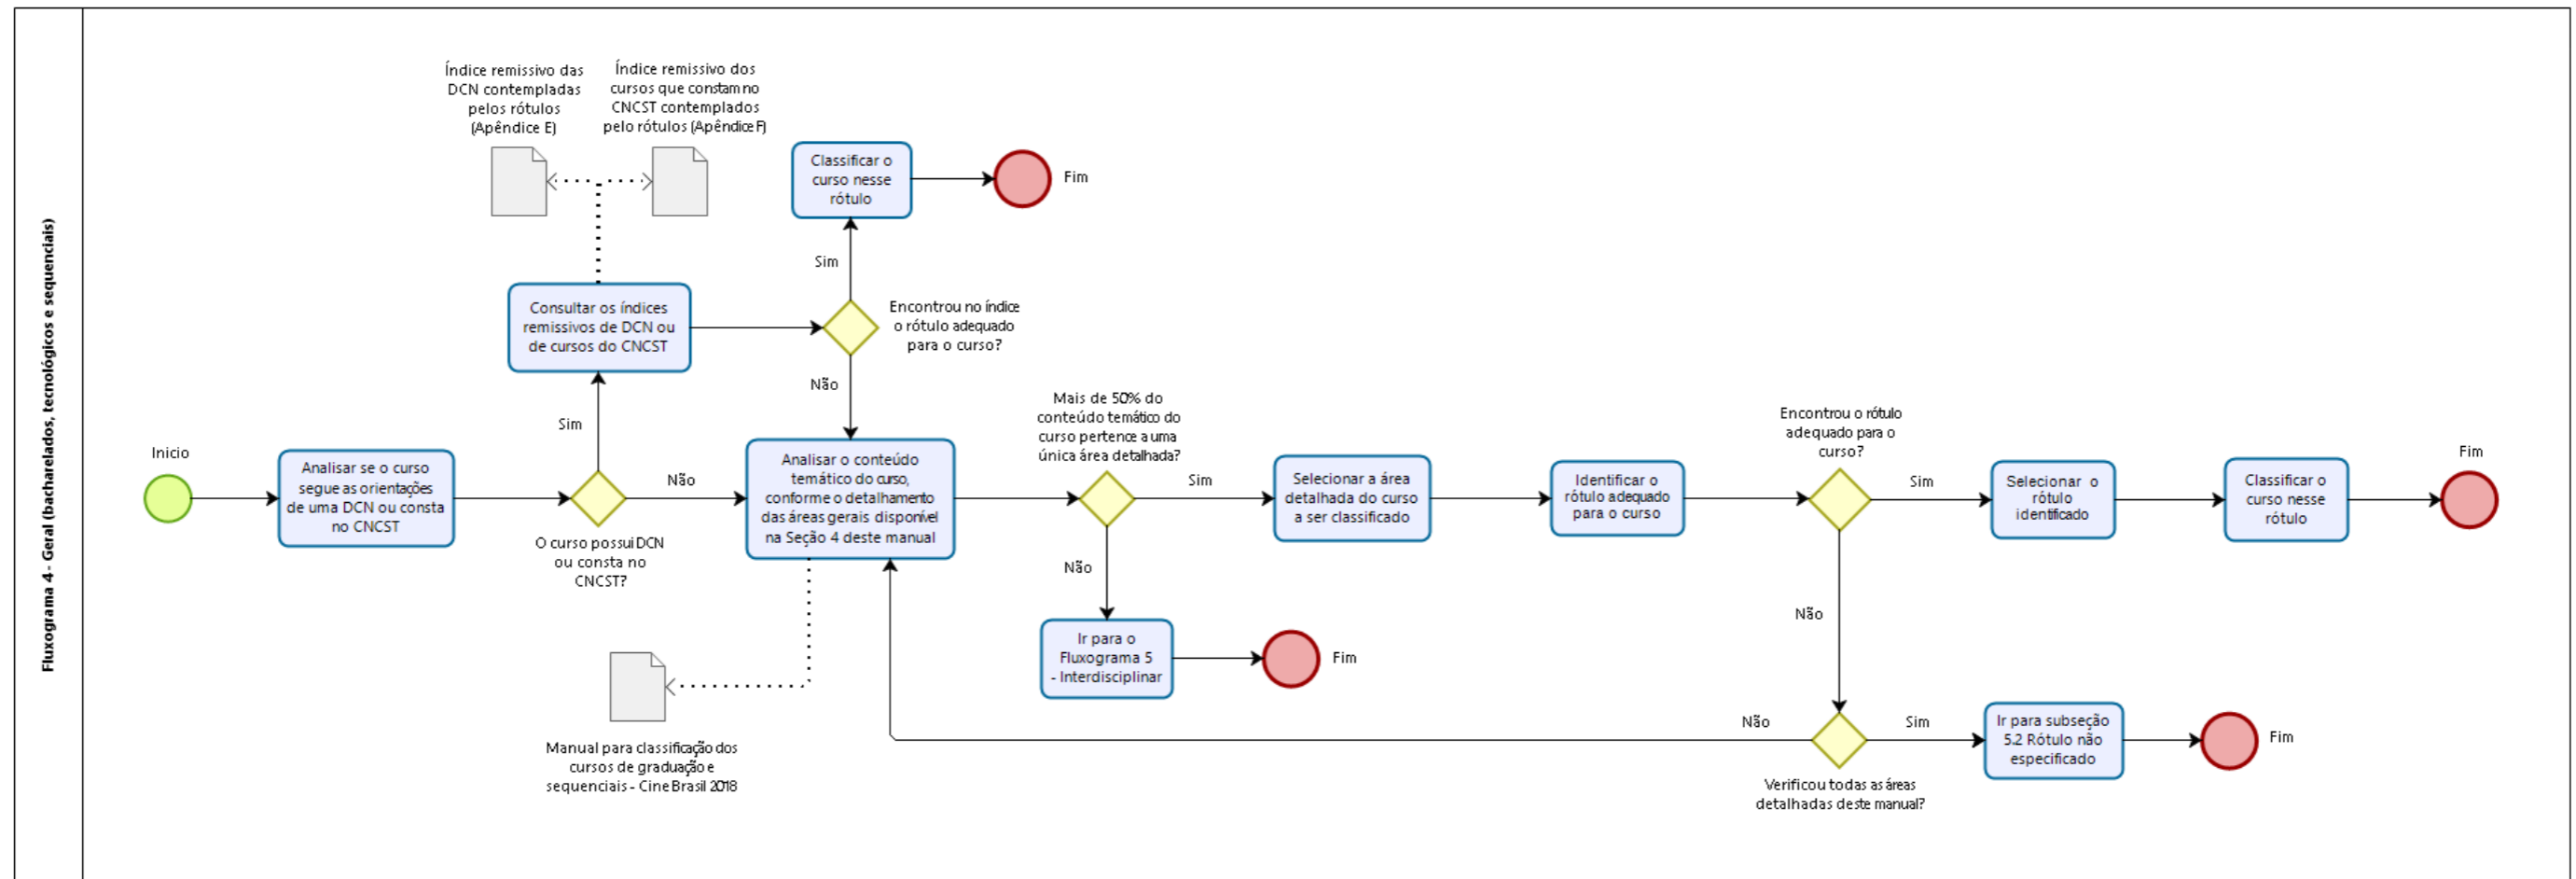 Fluxograma 4 - Geral (bacharelados, tecnológicos e sequenciais)
Índice remissivo das
DCN contempladas
pelos rótulos
(Apêndice E)
Índice remissivo dos
cursos que constam no
CNCST contemplados
pelo rótulos (Apêndice F)
Classificar o
curso nesse
rótulo
Fim
Sim
Consultar os índices
remissivos de DCN ou
de cursos do CNCST
Encontrou no índice
o rótulo adequado
para o curso?
Não
Sim
Inicio
Analisar se o curso
segue as orientações
de uma DCN ou consta
no CNCST
O curso possui DCN
ou consta no
CNCST?
Não
Analisar o conteúdo
temático do curso,
conforme o detalhamento
das áreas gerais disponível
na Seção 4 deste manual
Mais de 50% do
conteúdo temático do
curso pertence a uma
única área detalhada?
Sim
Selecionar a área
detalhada do curso
a ser classificado
Identificar o
rótulo adequado
para o curso
Encontrou o rótulo
adequado para o
curso?
Sim
Selecionar o
rótulo
identificado
Classificar o
curso nesse
rótulo
Fim
Não
Ir para o
Fluxograma 5
- Interdisciplinar
Fim
Não
Manual para classificação dos
cursos de graduação e
sequenciais - Cine Brasil 2018
Não
Sim
Verificou todas as áreas
detalhadas deste manual?
Ir para subseção
5.2 Rótulo não
especificado
Fim